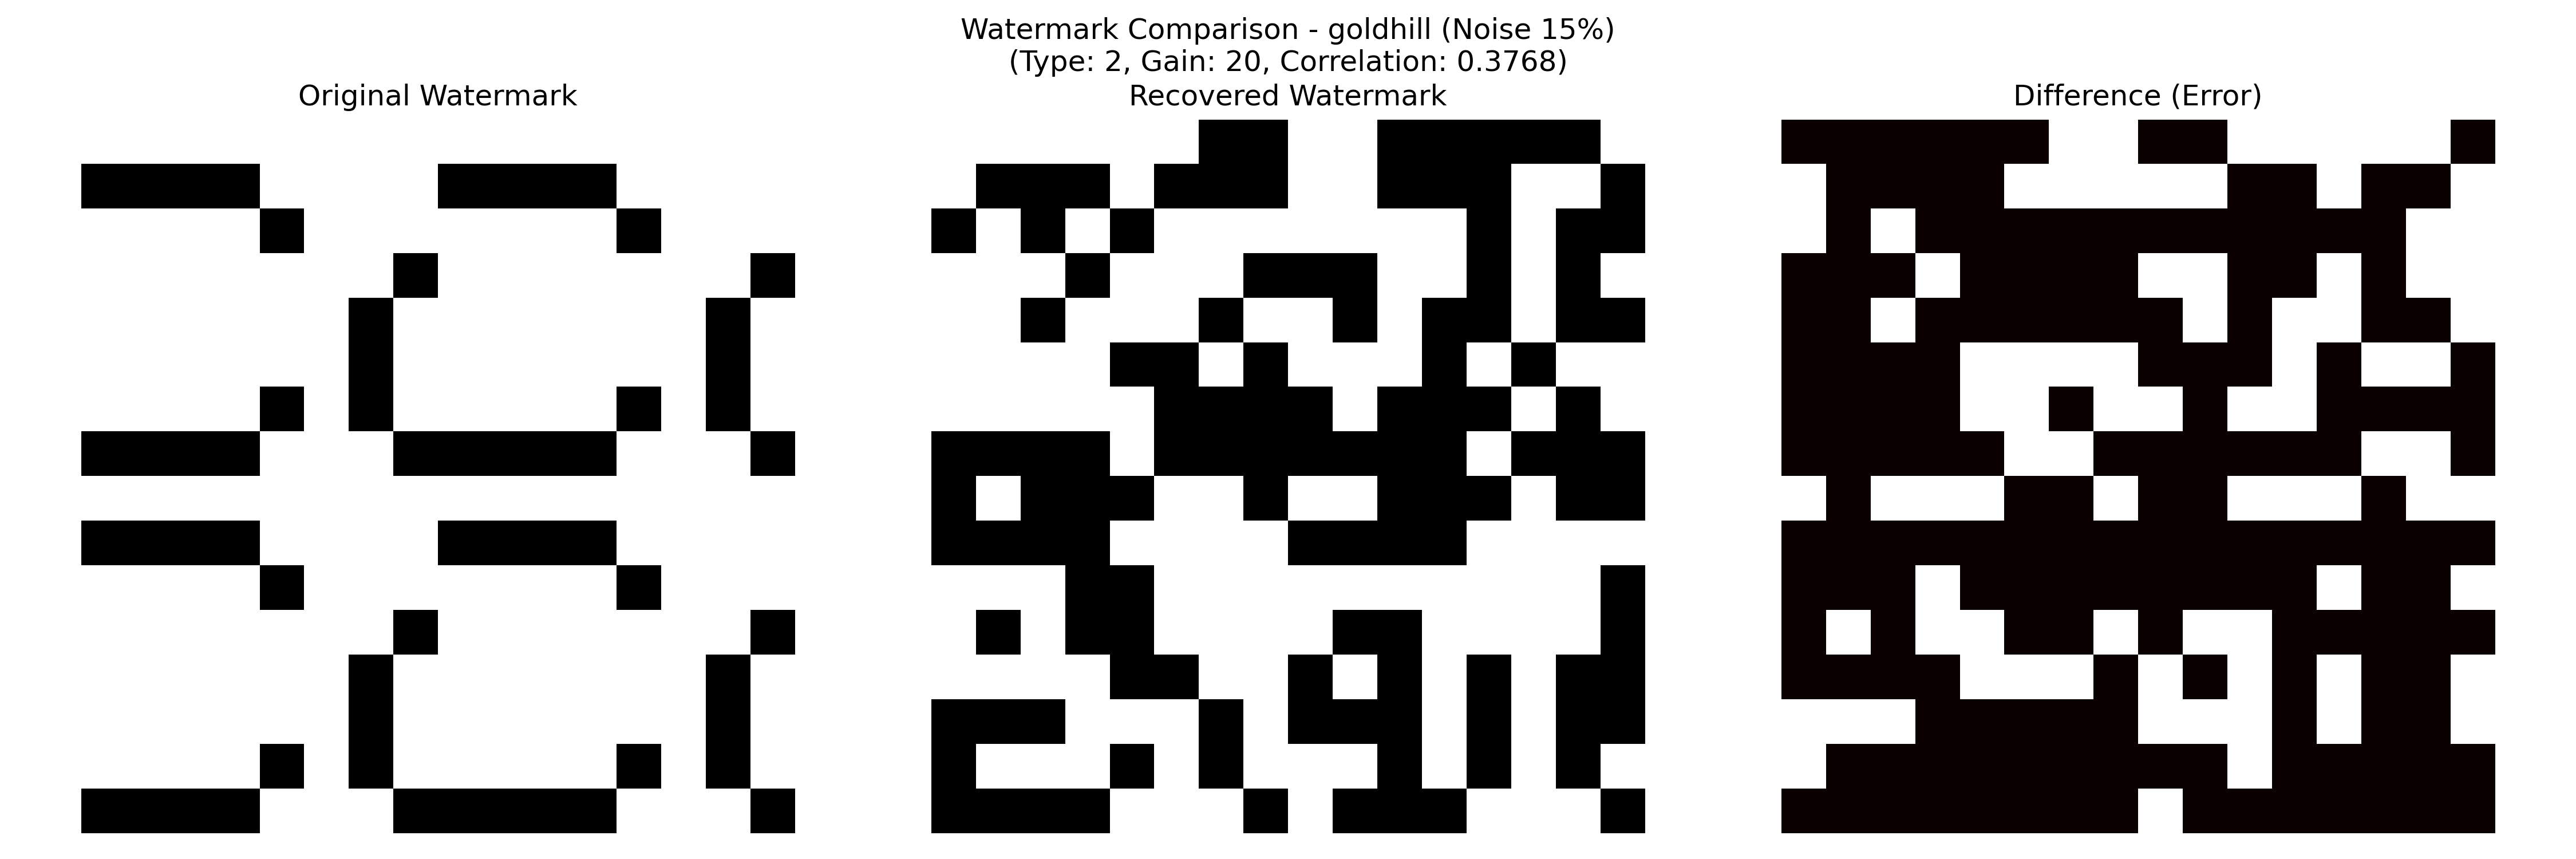 Watermark Comparison - goldhill (Noise 15%)
(Type: 2, Gain: 20, Correlation: 0.3768)
Original Watermark
Recovered Watermark
Difference (Error)